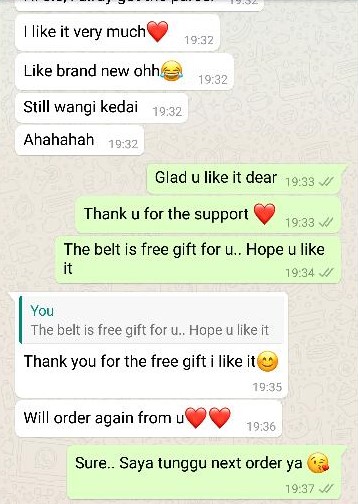 19:32
I like it very much❤️ 19:32
Like brand new ohh😂 19:32
Still wangi kedai 19:32
Ahahahah 19:32
Glad u like it dear 19:33
Thank u for the support ❤️ 19:33
The belt is free gift for u.. Hope u like
it 19:34
You
The belt is free gift for u.. Hope u like it
Thank you for the free gift i like it😊
19:35
Will order again from u❤️❤️ 19:36
Sure.. Saya tunggu next order ya 😘
19:37